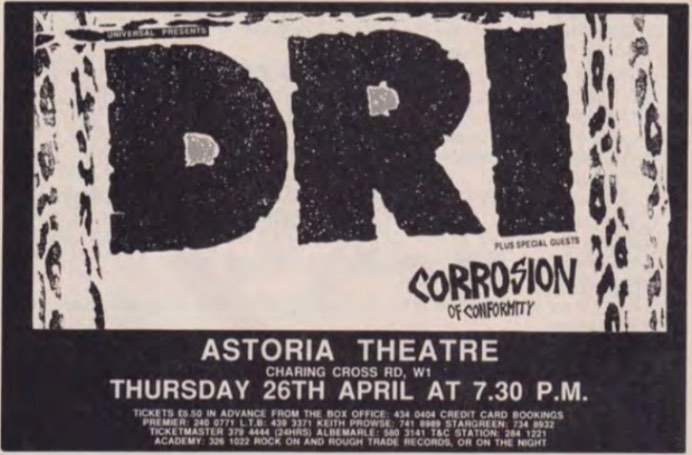 UNIVERSAL PRESENTS
DRI
PLUS SPECIAL GUESTS
CORROSION
OF CONFORMITY
ASTORIA THEATRE
CHARING CROSS RD, W1
THURSDAY 26TH APRIL AT 7.30 P.M.
TICKETS £6.50 IN ADVANCE FROM THE BOX OFFICE: 434 0404 CREDIT CARD BOOKINGS
PREMIER: 240 0771 L.T.B: 439 3371 KEITH PROWSE: 741 8989 STARGREEN: 734 8932
TICKETMASTER 379 4444 (24HRS) ALBEMARLE: 580 3141 T&C STATION: 284 1221
ACADEMY: 326 1022 ROCK ON AND ROUGH TRADE RECORDS, OR ON THE NIGHT